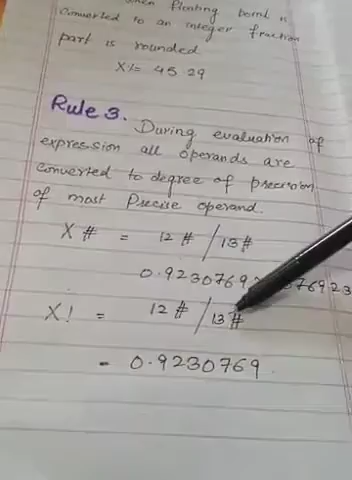 when floating point is
converted to an integer fraction
part is rounded
X% = 45.29
Rule 3.
During evaluation of
expression all operands are
converted to degree of precision
of most Precise operand.
X # = 12 # / 13 #
0.9230769 769 23
X ! = 12 # / 13 #
= 0.9230769